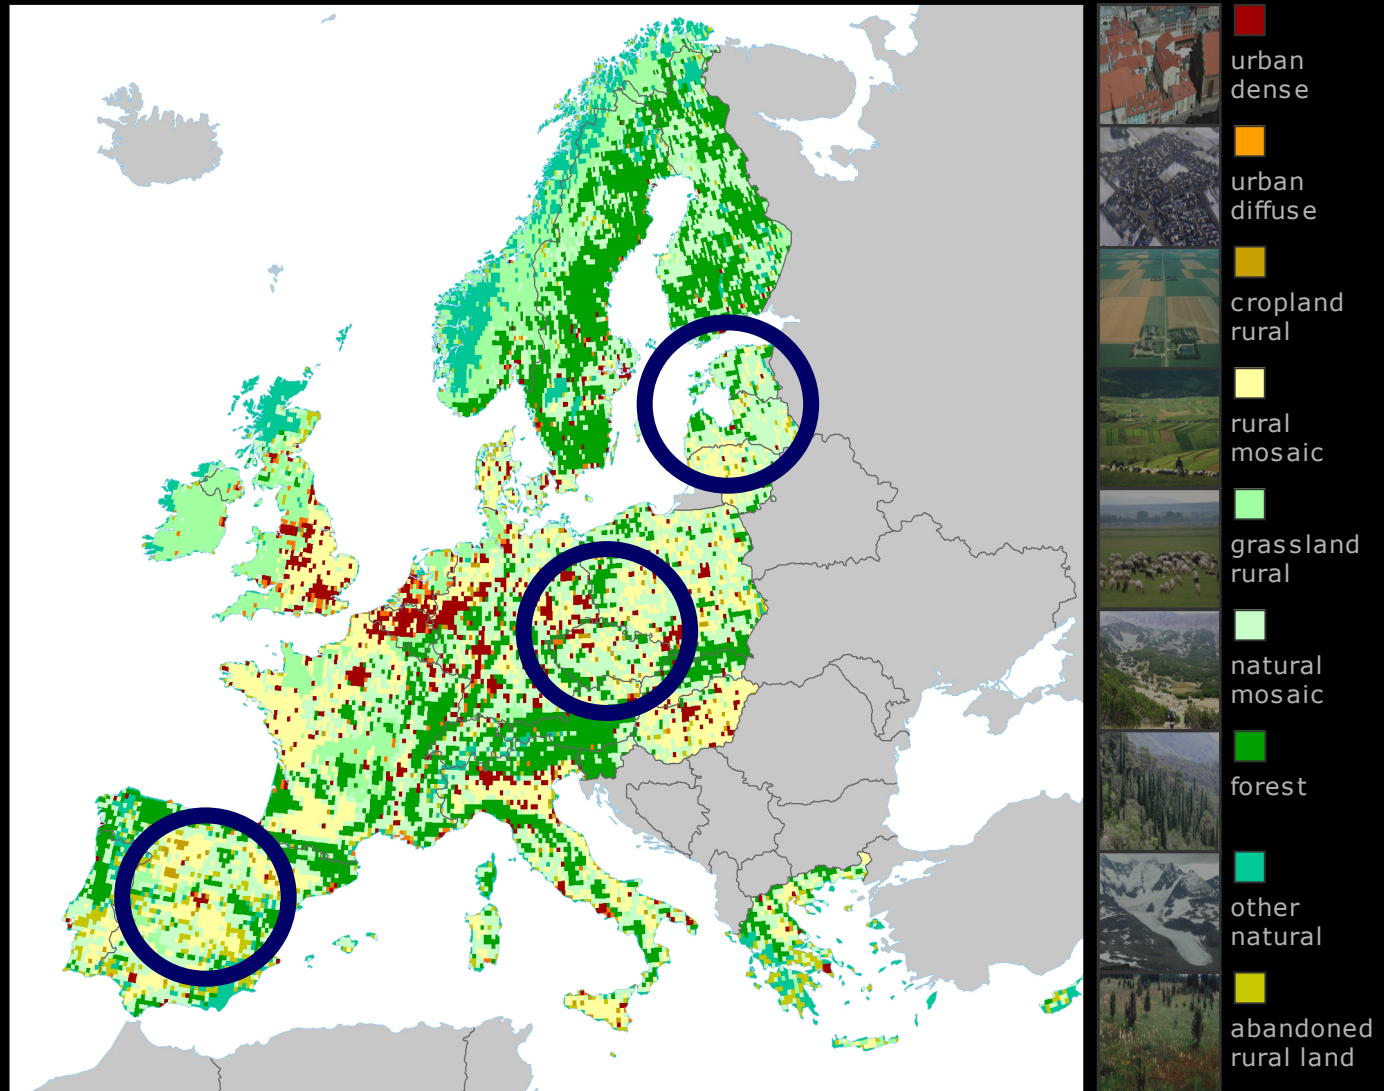 urban
dense
urban
diffuse
cropland
rural
rural
mosaic
grassland
rural
natural
mosaic
forest
other
natural
abandoned
rural land